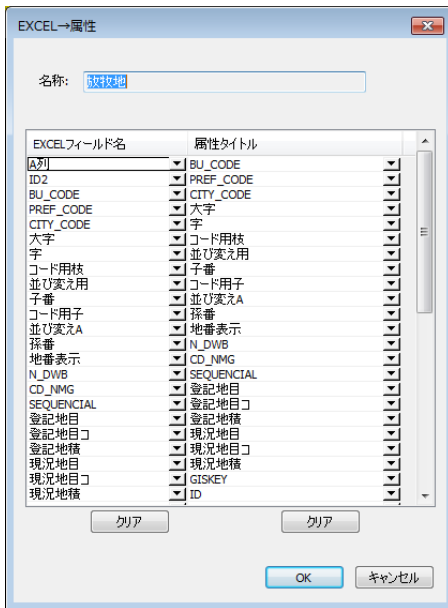 EXCEL→属性
名称: 放牧地
EXCELフィールド名 属性タイトル
A列 BU_CODE
ID2 PREF_CODE
BU_CODE CITY_CODE
PREF_CODE 大字
CITY_CODE 字
大字 コード用枝
字 並び変え用
コード用枝 子番
並び変え用 コード用子
子番 並び変えA
コード用子 孫番
並び変えA 地番表示
孫番 N_DWB
地番表示 CD_NMG
N_DWB SEQUENCIAL
CD_NMG 登記地目
SEQUENCIAL 登記地目コ
登記地目 登記地積
登記地目コ 現況地目
登記地積 現況地目コ
現況地目 現況地積
現況地目コ GISKEY
現況地積 ID
クリア クリア
OK キャンセル